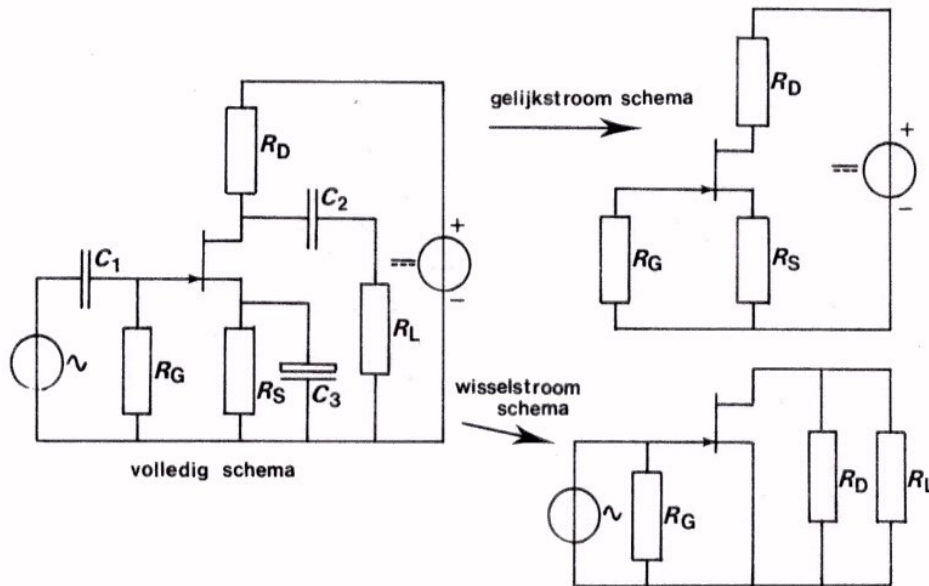 R_D
C_2
C_1
R_G
R_S
C_3
R_L
+
-
~
volledig schema
gelijkstroom schema
R_D
R_G
R_S
+
-
wisselstroom
schema
~
R_G
R_D
R_L